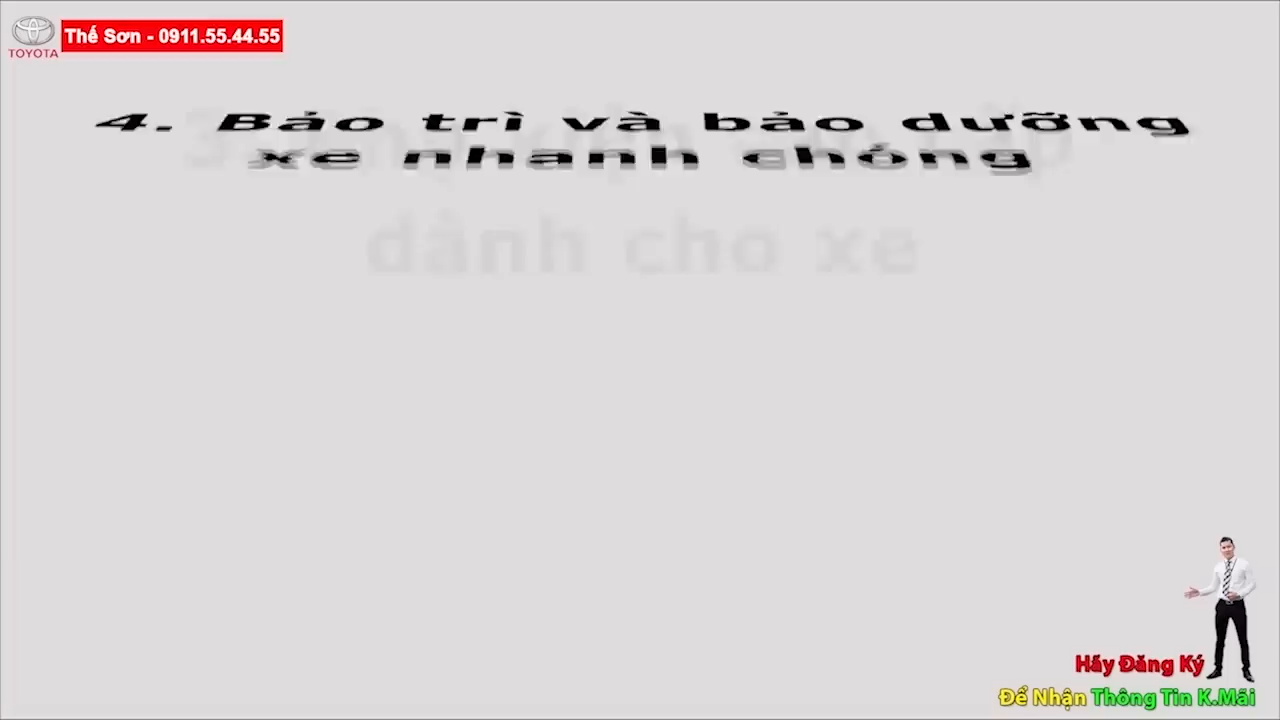 TOYOTA
Thế Sơn - 0911.55.44.55
4. Bảo trì và bảo dưỡng
xe nhanh chóng
dành cho xe
Hãy Đăng Ký
Để Nhận Thông Tin K.Mãi